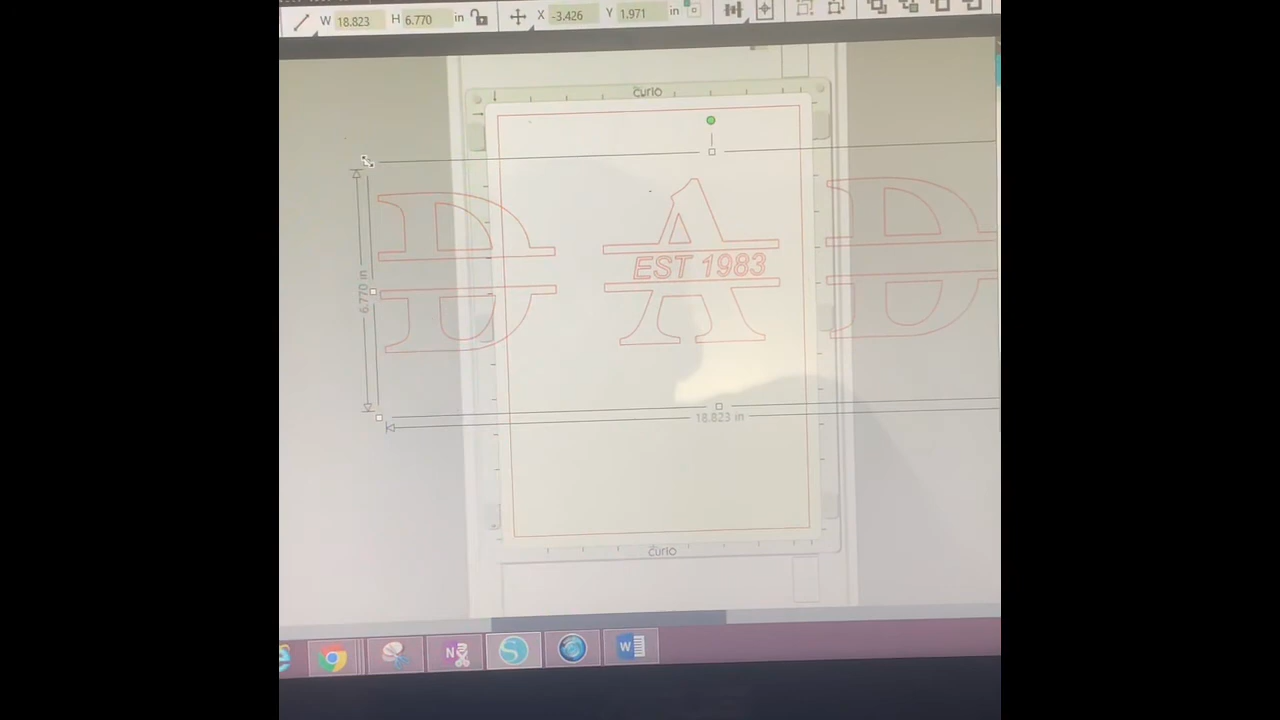 W 18.823 H 6.770 in X -3.426 Y 1.971 in
curio
D A D
EST 1983
6.770 in
18.823 in
curio
N S W